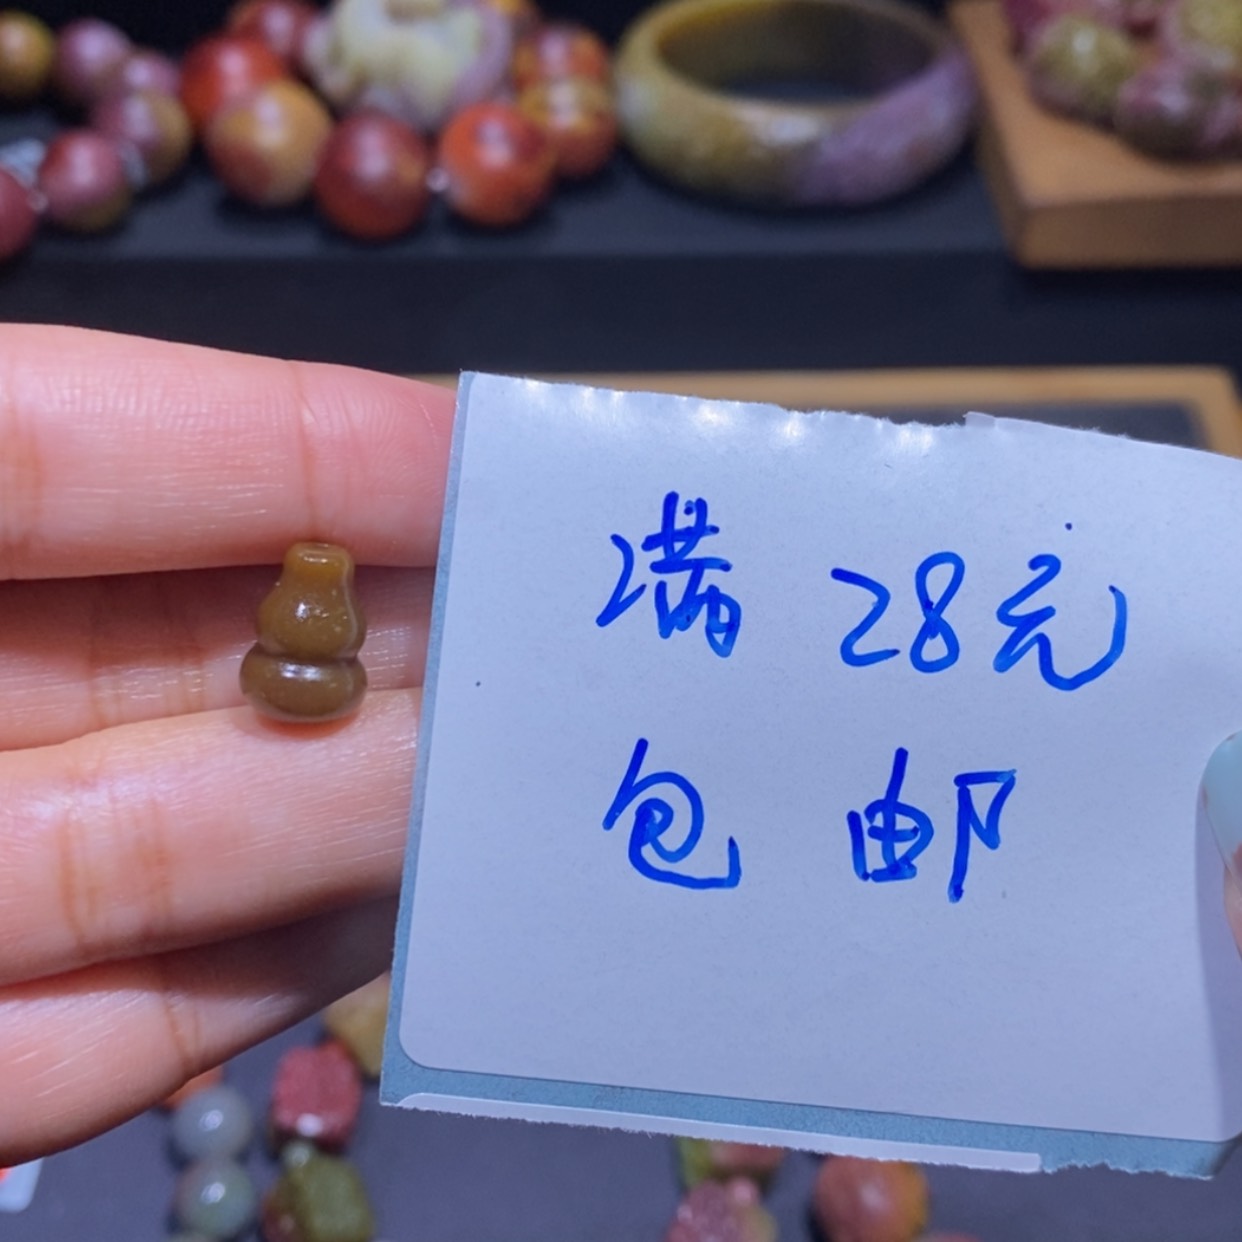 满 28元
包 邮